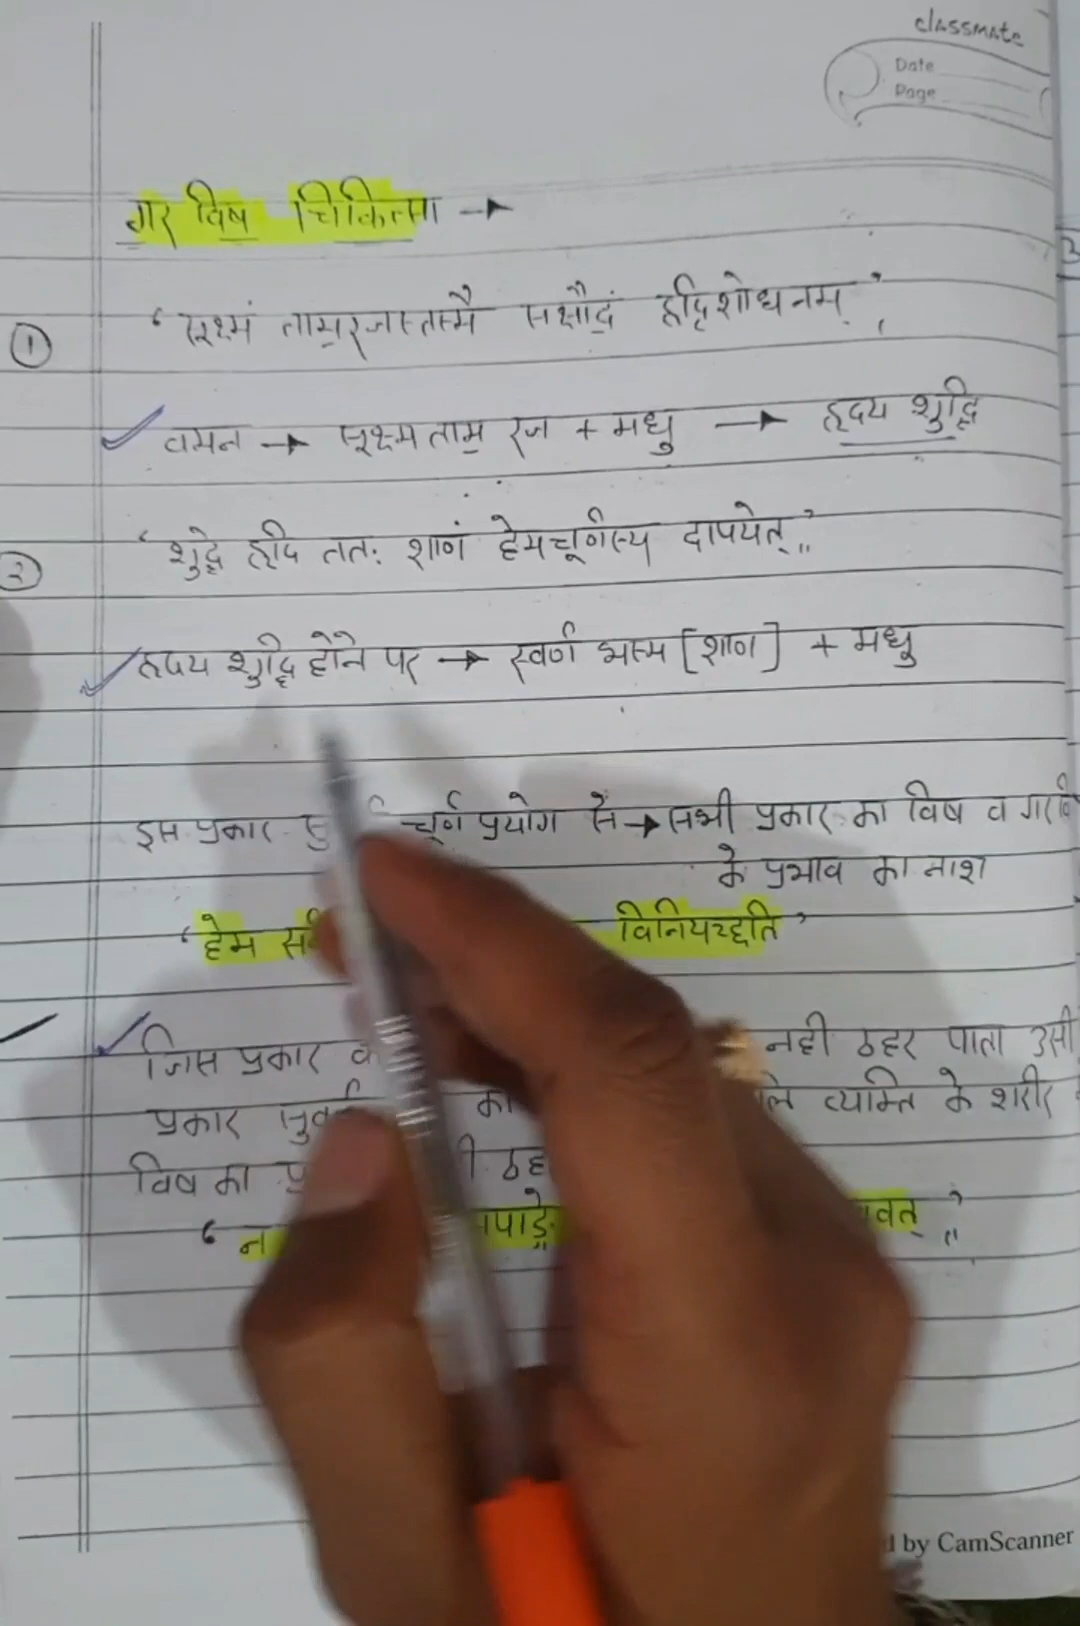 classmate
Date
Page
गर विष चिकित्सा →
① " सूक्ष्मं ताम्ररजस्तस्मै सक्षौद्रं हृद्विशोधनम् "
वमन → सूक्ष्म ताम्र रज + मधु → हृदय शुद्धि
② " शुद्धे हृदि ततः शाणं हेमचूर्णस्य दापयेत् "
हृदय शुद्धि होने पर → स्वर्ण भस्म [शाण] + मधु
इस प्रकार चूर्ण प्रयोग से → सभी प्रकार का विष व
के प्रभाव का नाश
' हेम विनियच्छति '
जिस प्रकार नही ठहर पाता उसी
प्रकार का व्यक्ति के शरीर
विष का
" न
d by CamScanner